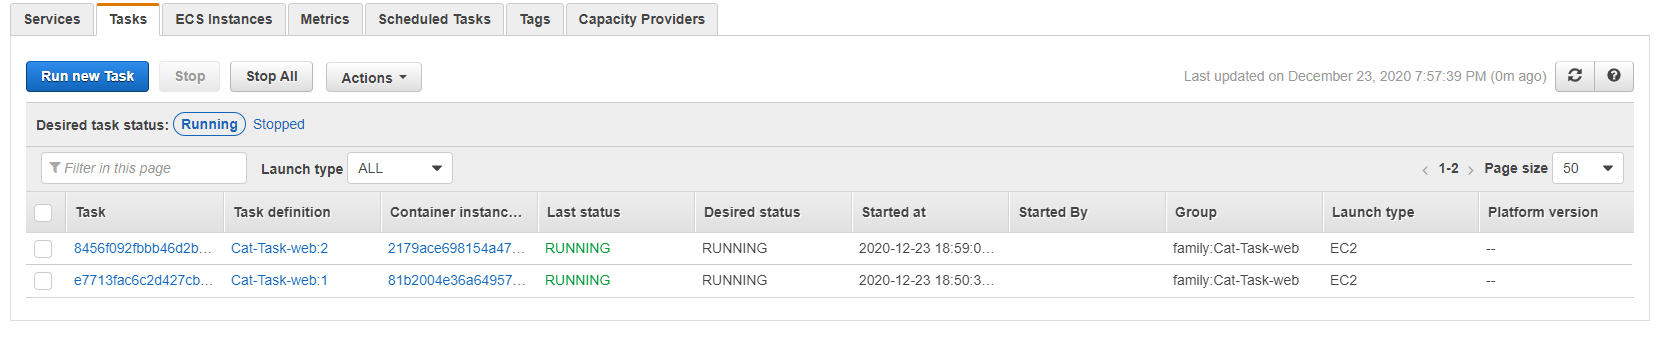 Services Tasks ECS Instances Metrics Scheduled Tasks Tags Capacity Providers
Run new Task Stop Stop All Actions Last updated on December 23, 2020 7:57:39 PM (0m ago)
Desired task status: Running Stopped
Filter in this page Launch type ALL 1-2 Page size 50
Task Task definition Container instanc... Last status Desired status Started at Started By Group Launch type Platform version
8456f092fbbb46d2b... Cat-Task-web:2 2179ace698154a47... RUNNING RUNNING 2020-12-23 18:59:0... family:Cat-Task-web EC2 --
e7713fac6c2d427cb... Cat-Task-web:1 81b2004e36a64957... RUNNING RUNNING 2020-12-23 18:50:3... family:Cat-Task-web EC2 --